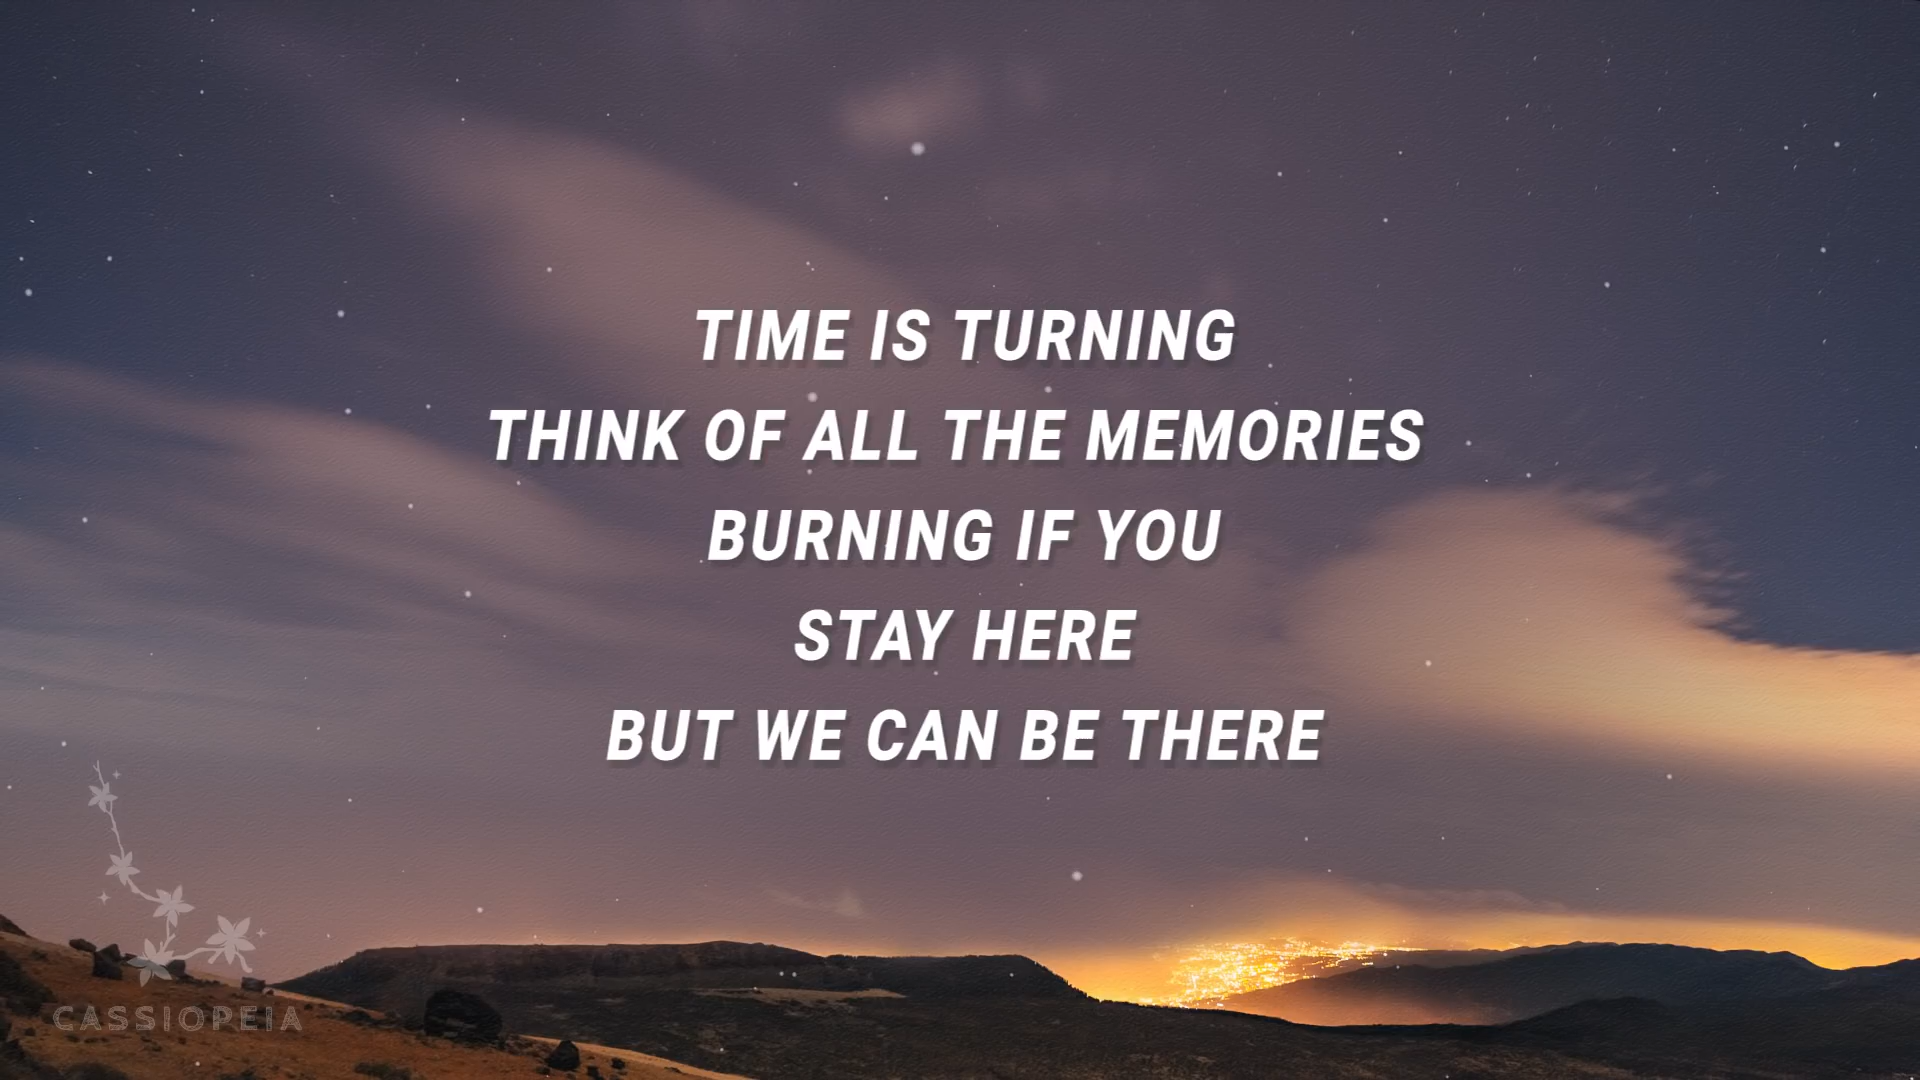 TIME IS TURNING
THINK OF ALL THE MEMORIES
BURNING IF YOU
STAY HERE
BUT WE CAN BE THERE
CASSIOPEIA